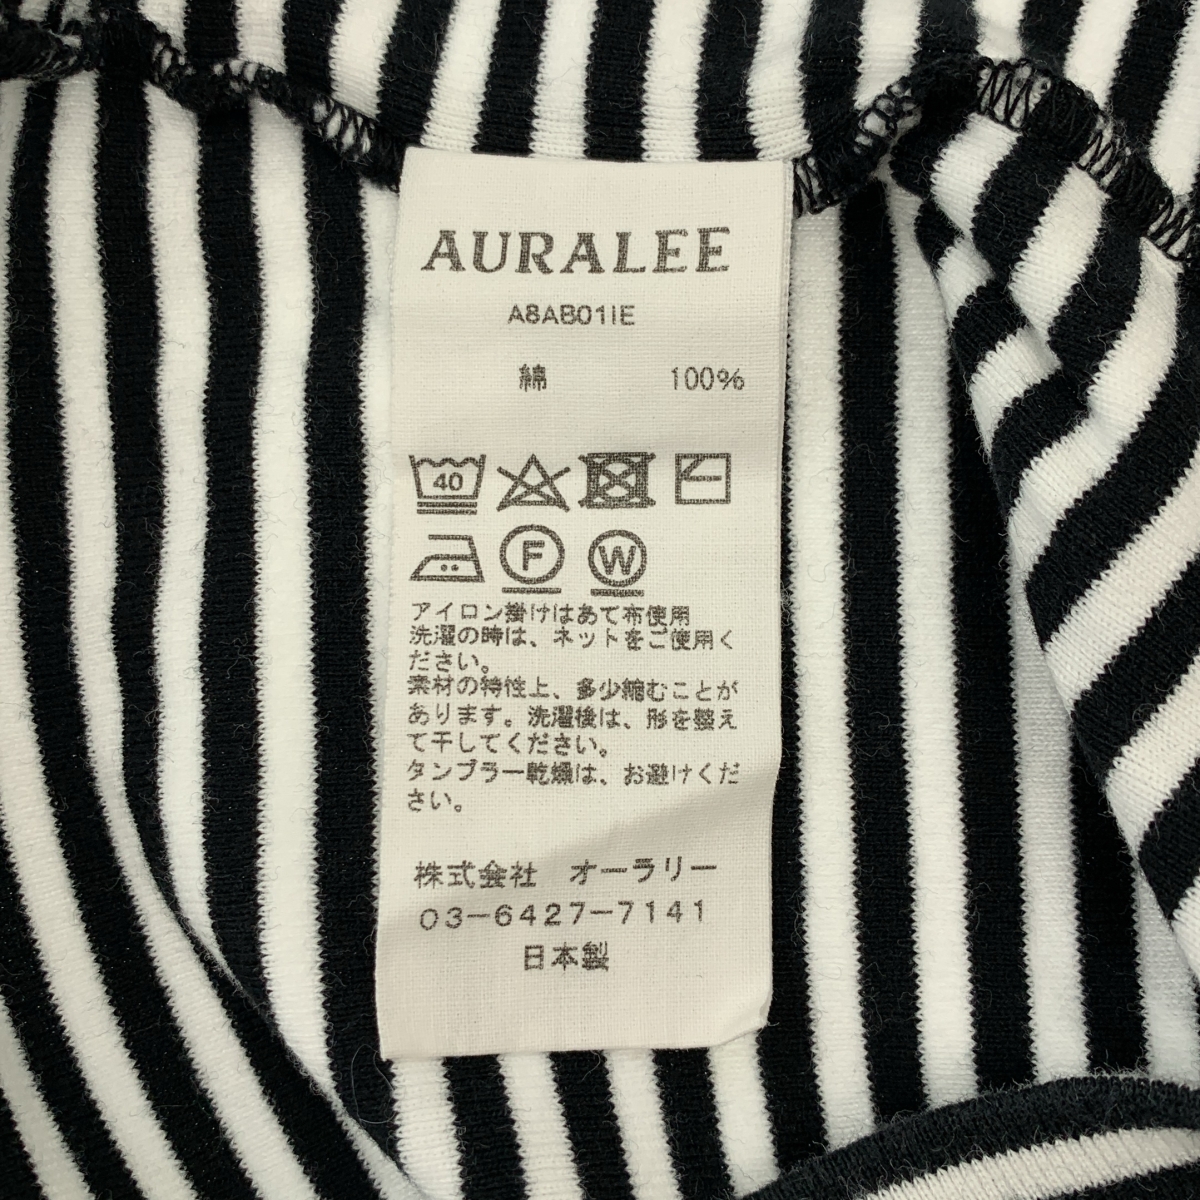 AURALEE
A8AB01IE
綿 100%
40
F W
アイロン掛けはあて布使用
洗濯の時は、ネットをご使用く
ださい。
素材の特性上、多少縮むことが
あります。洗濯後は、形を整え
て干してください。
タンブラー乾燥は、お避けくだ
さい。
株式会社 オーラリー
03-6427-7141
日本製